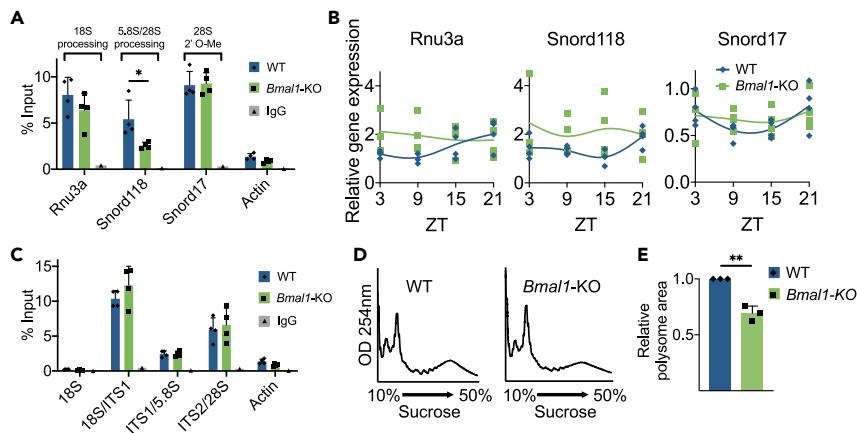 A
18S
processing
5.8S/28S
processing
28S
2' O-Me
% Input
10
5
0
*
WT
Bmal1-KO
IgG
Rnu3a
Snord118
Snord17
Actin
B
Relative gene expression
Rnu3a
4
2
0
3 9 15 21
ZT
Snord118
4
2
0
3 9 15 21
ZT
Snord17
WT
Bmal1-KO
1.0
0.5
0.0
3 9 15 21
ZT
C
% Input
15
10
5
0
WT
Bmal1-KO
IgG
18S
18S/ITS1
ITS1/5.8S
ITS2/28S
Actin
D
OD 254nm
WT
10% 50%
Sucrose
Bmal1-KO
10% 50%
Sucrose
E
Relative
polysome area
1.0
0.5
**
WT
Bmal1-KO